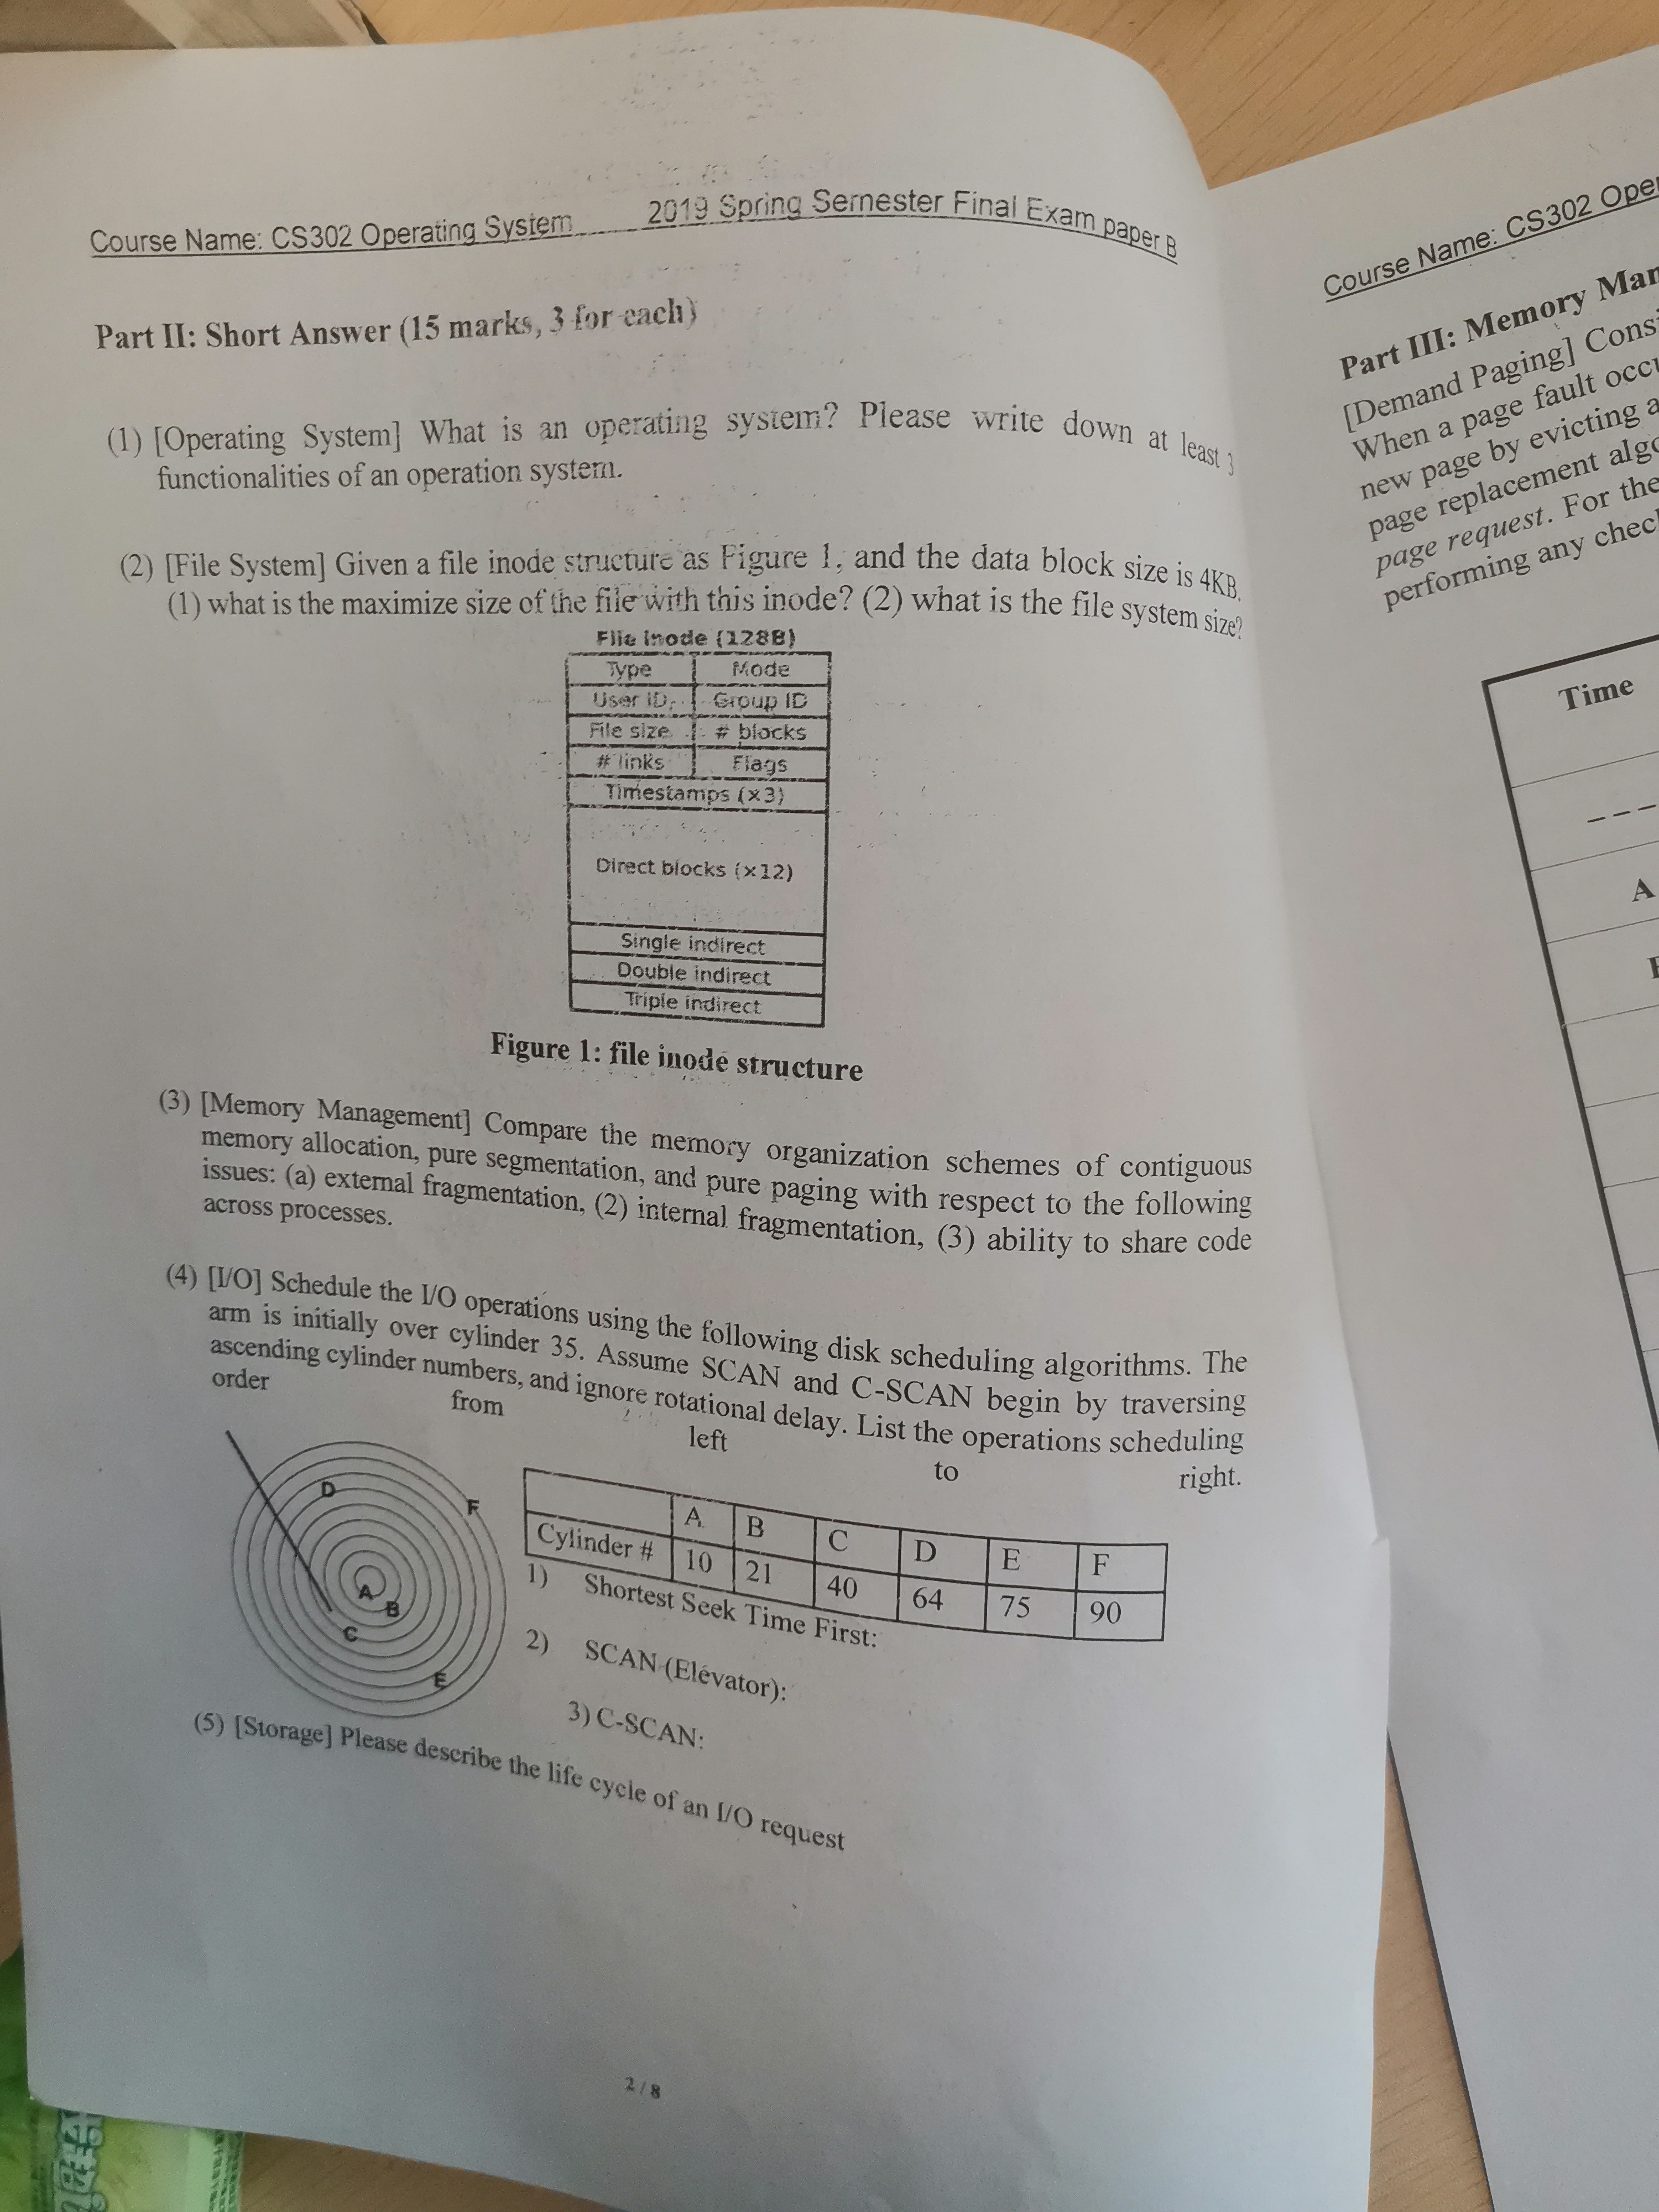 Course Name: CS302 Operating System 2019 Spring Semester Final Exam paper B
Part II: Short Answer (15 marks, 3 for each)
(1) [Operating System] What is an operating system? Please write down at least 3
functionalities of an operation system.
(2) [File System] Given a file inode structure as Figure 1, and the data block size is 4KB.
(1) what is the maximize size of the file with this inode? (2) what is the file system size?
File Inode (128B)
Type Mode
User ID Group ID
File size # blocks
# links Flags
Timestamps (x3)
Direct blocks (x12)
Single indirect
Double indirect
Triple indirect
Figure 1: file inode structure
(3) [Memory Management] Compare the memory organization schemes of contiguous
memory allocation, pure segmentation, and pure paging with respect to the following
issues: (a) external fragmentation, (2) internal fragmentation, (3) ability to share code
across processes.
(4) [I/O] Schedule the I/O operations using the following disk scheduling algorithms. The
arm is initially over cylinder 35. Assume SCAN and C-SCAN begin by traversing
ascending cylinder numbers, and ignore rotational delay. List the operations scheduling
order from left to right.
D
F
A
B
C
E
A B C D E F
Cylinder # 10 21 40 64 75 90
1) Shortest Seek Time First:
2) SCAN (Elevator):
3) C-SCAN:
(5) [Storage] Please describe the life cycle of an I/O request
2 / 8
Course Name: CS302 Oper
Part III: Memory Man
[Demand Paging] Consi
When a page fault occu
new page by evicting a
page replacement algo
page request. For the
performing any chec
Time
A